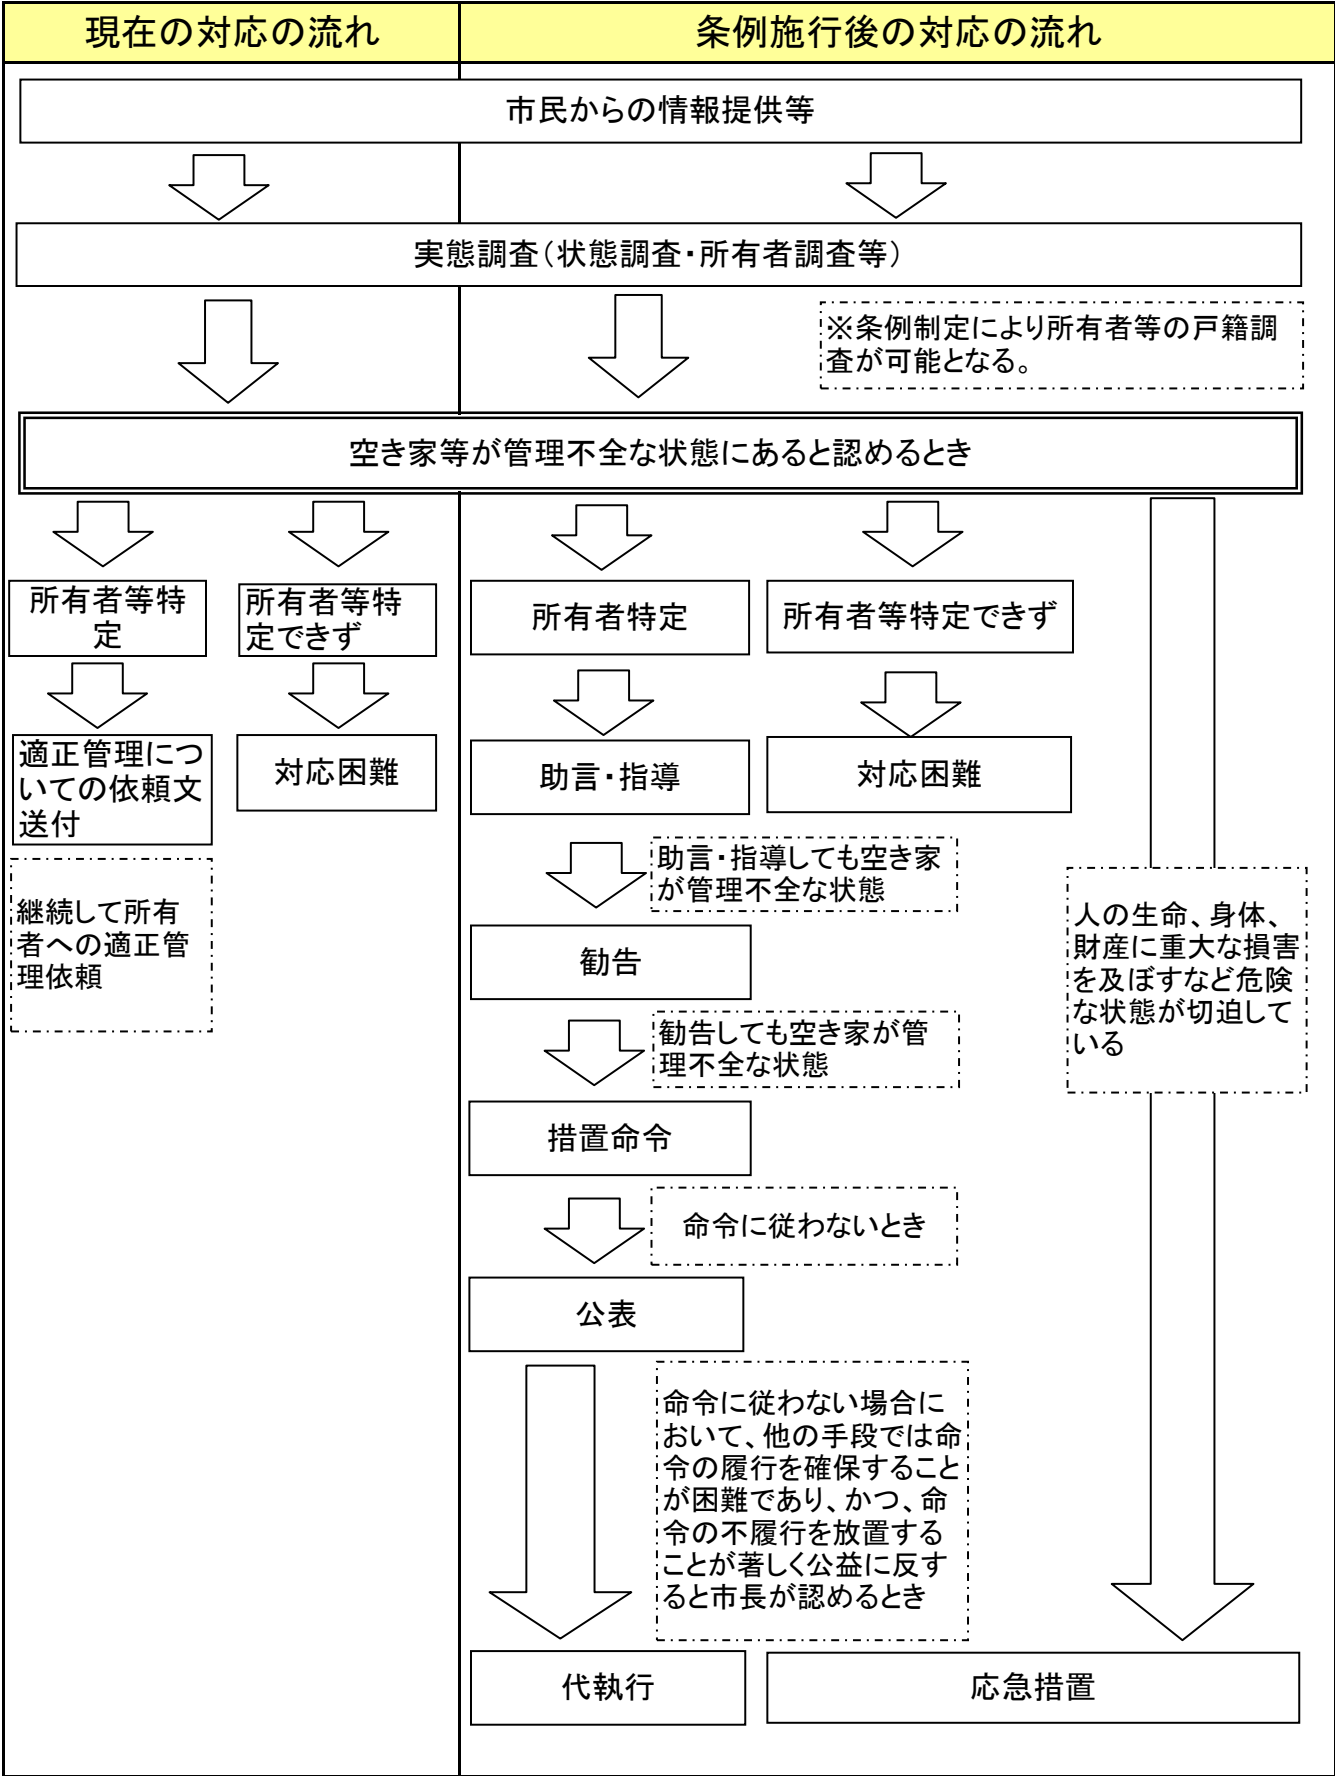 現在の対応の流れ
条例施行後の対応の流れ
市民からの情報提供等
実態調査（状態調査・所有者調査等）
※条例制定により所有者等の戸籍調
査が可能となる。
空き家等が管理不全な状態にあると認めるとき
所有者等特
定
所有者等特
定できず
所有者特定
所有者等特定できず
適正管理につ
いての依頼文
送付
対応困難
助言・指導
対応困難
継続して所有
者への適正管
理依頼
助言・指導しても空き家
が管理不全な状態
人の生命、身体、
財産に重大な損害
を及ぼすなど危険
な状態が切迫して
いる
勧告
勧告しても空き家が管
理不全な状態
措置命令
命令に従わないとき
公表
命令に従わない場合に
おいて、他の手段では命
令の履行を確保すること
が困難であり、かつ、命
令の不履行を放置する
ことが著しく公益に反す
ると市長が認めるとき
代執行
応急措置